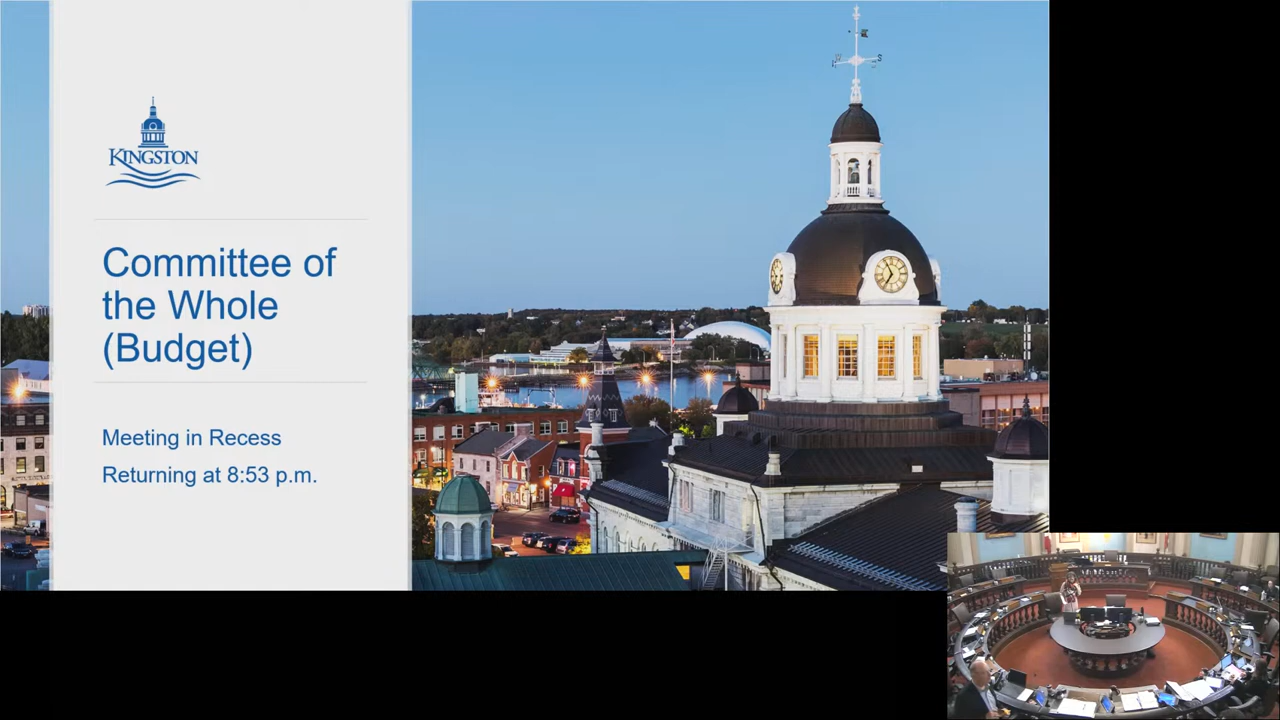 KINGSTON
Committee of
the Whole
(Budget)
Meeting in Recess
Returning at 8:53 p.m.